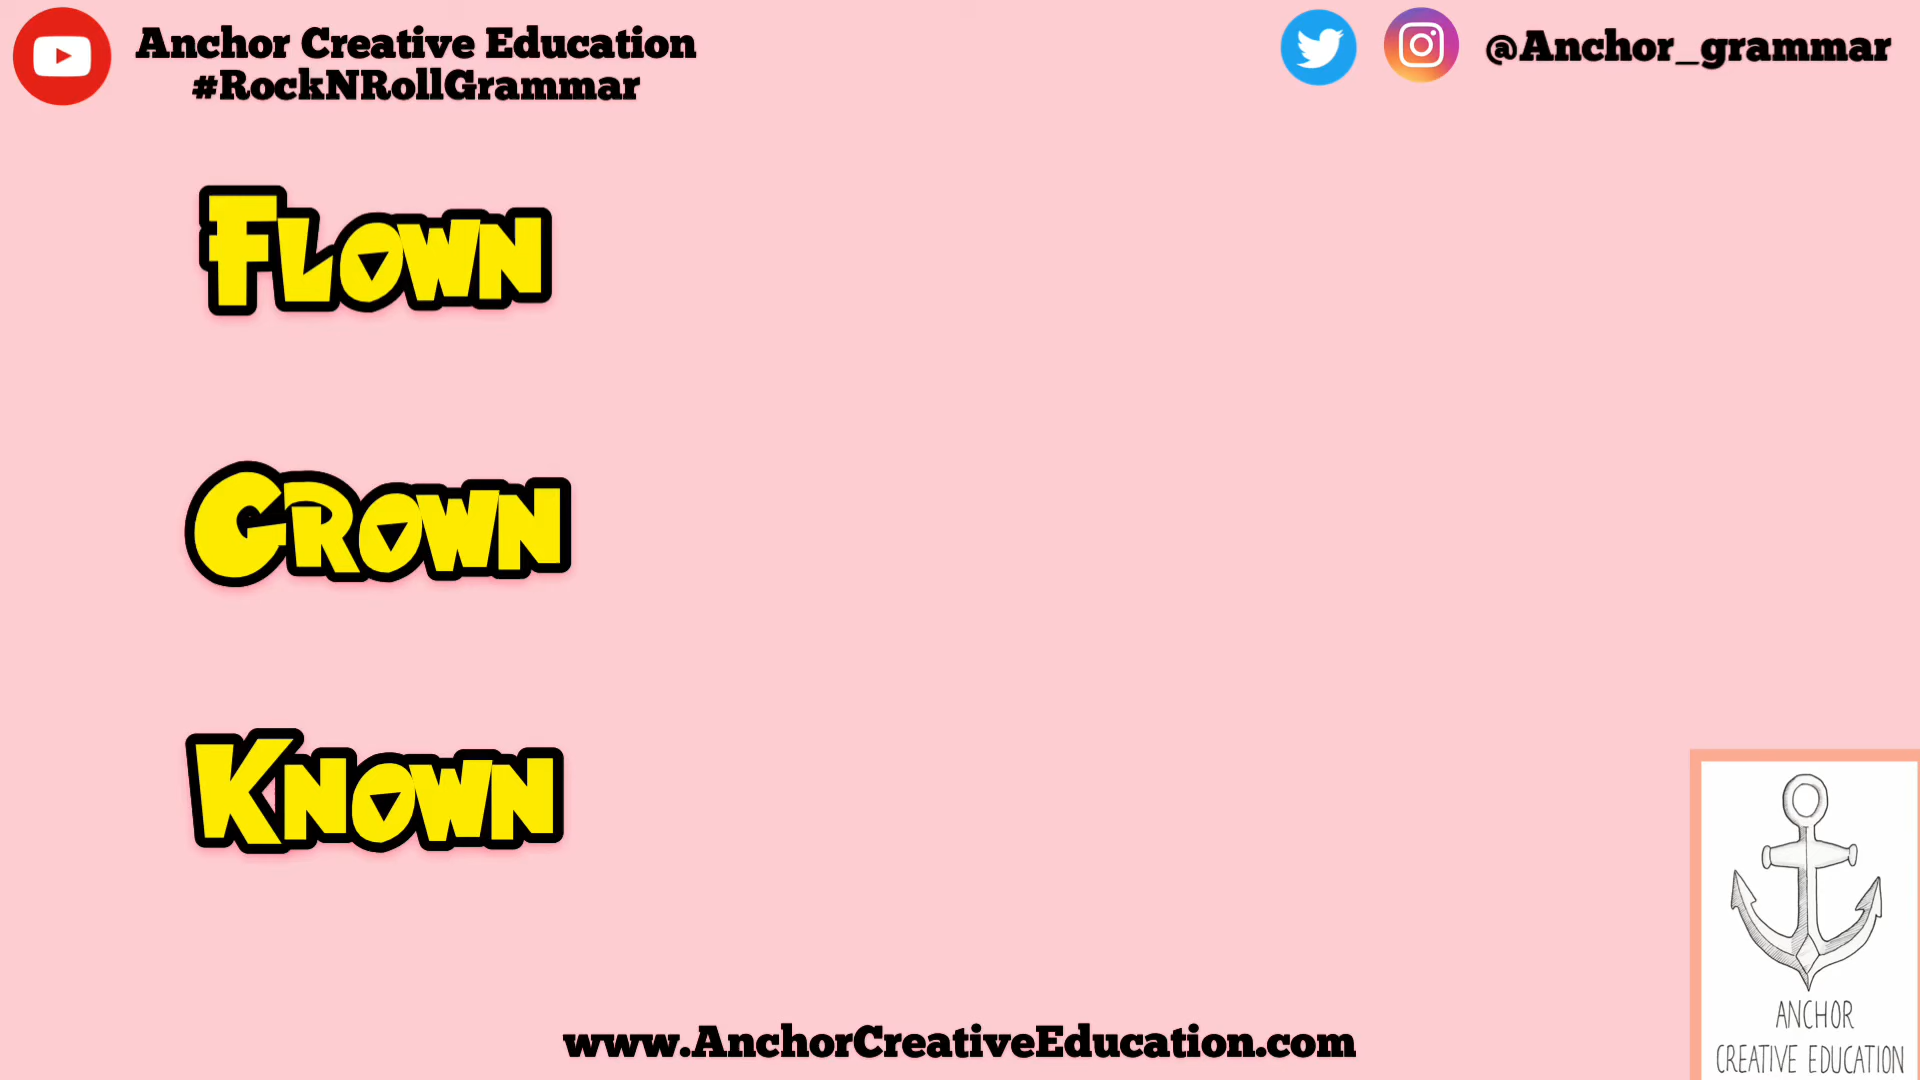 Anchor Creative Education
#RockNRollGrammar
@Anchor_grammar
Flown
Grown
Known
www.AnchorCreativeEducation.com
ANCHOR
CREATIVE EDUCATION